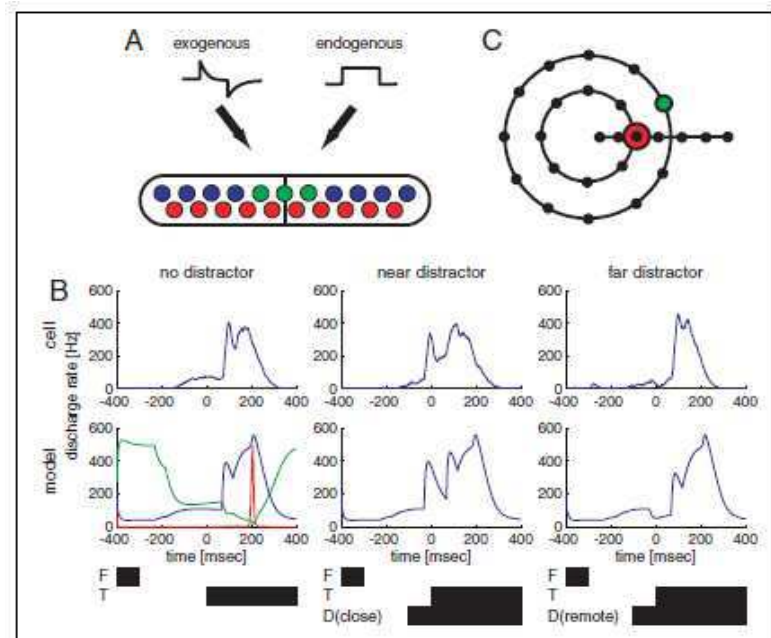 A
exogenous
endogenous
C
B
no distractor
near distractor
far distractor
cell
model
discharge rate [Hz]
600
400
200
0
-400 -200 0 200 400
600
400
200
0
-400 -200 0 200 400
600
400
200
0
-400 -200 0 200 400
600
400
200
0
-400 -200 0 200 400
time [msec]
600
400
200
0
-400 -200 0 200 400
time [msec]
600
400
200
0
-400 -200 0 200 400
time [msec]
F
T
F
T
D(close)
F
T
D(remote)